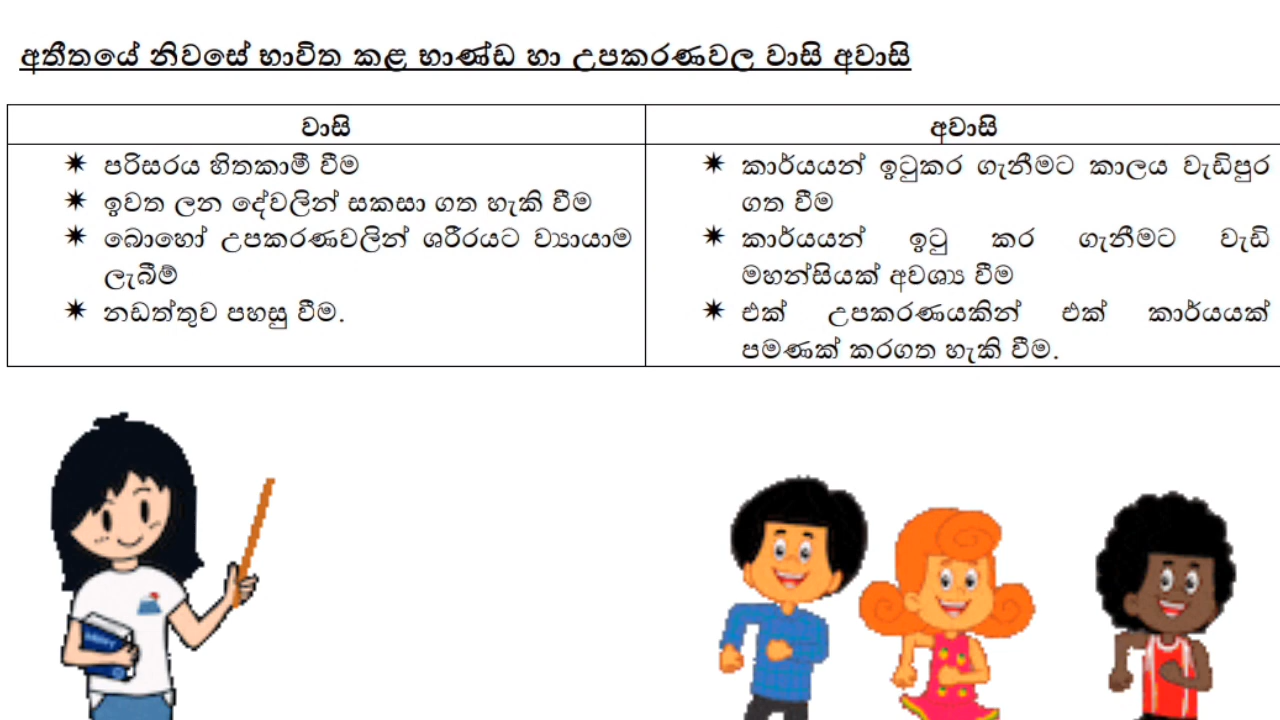 අතීතයේ නිවසේ භාවිත කළ භාණ්ඩ හා උපකරණවල වාසි අවාසි
වාසි
✷ පරිසරය හිතකාමී වීම
✷ ඉවත ලන දේවලින් සකසා ගත හැකි වීම
✷ බොහෝ උපකරණවලින් ශරීරයට ව්‍යායාම
ලැබීම්
✷ නඩත්තුව පහසු වීම.
අවාසි
✷ කාර්යයන් ඉටුකර ගැනීමට කාලය වැඩිපුර
ගත වීම
✷ කාර්යයන් ඉටු කර ගැනීමට වැඩි
මහන්සියක් අවශ්‍ය වීම
✷ එක් උපකරණයකින් එක් කාර්යයක්
පමණක් කරගත හැකි වීම.